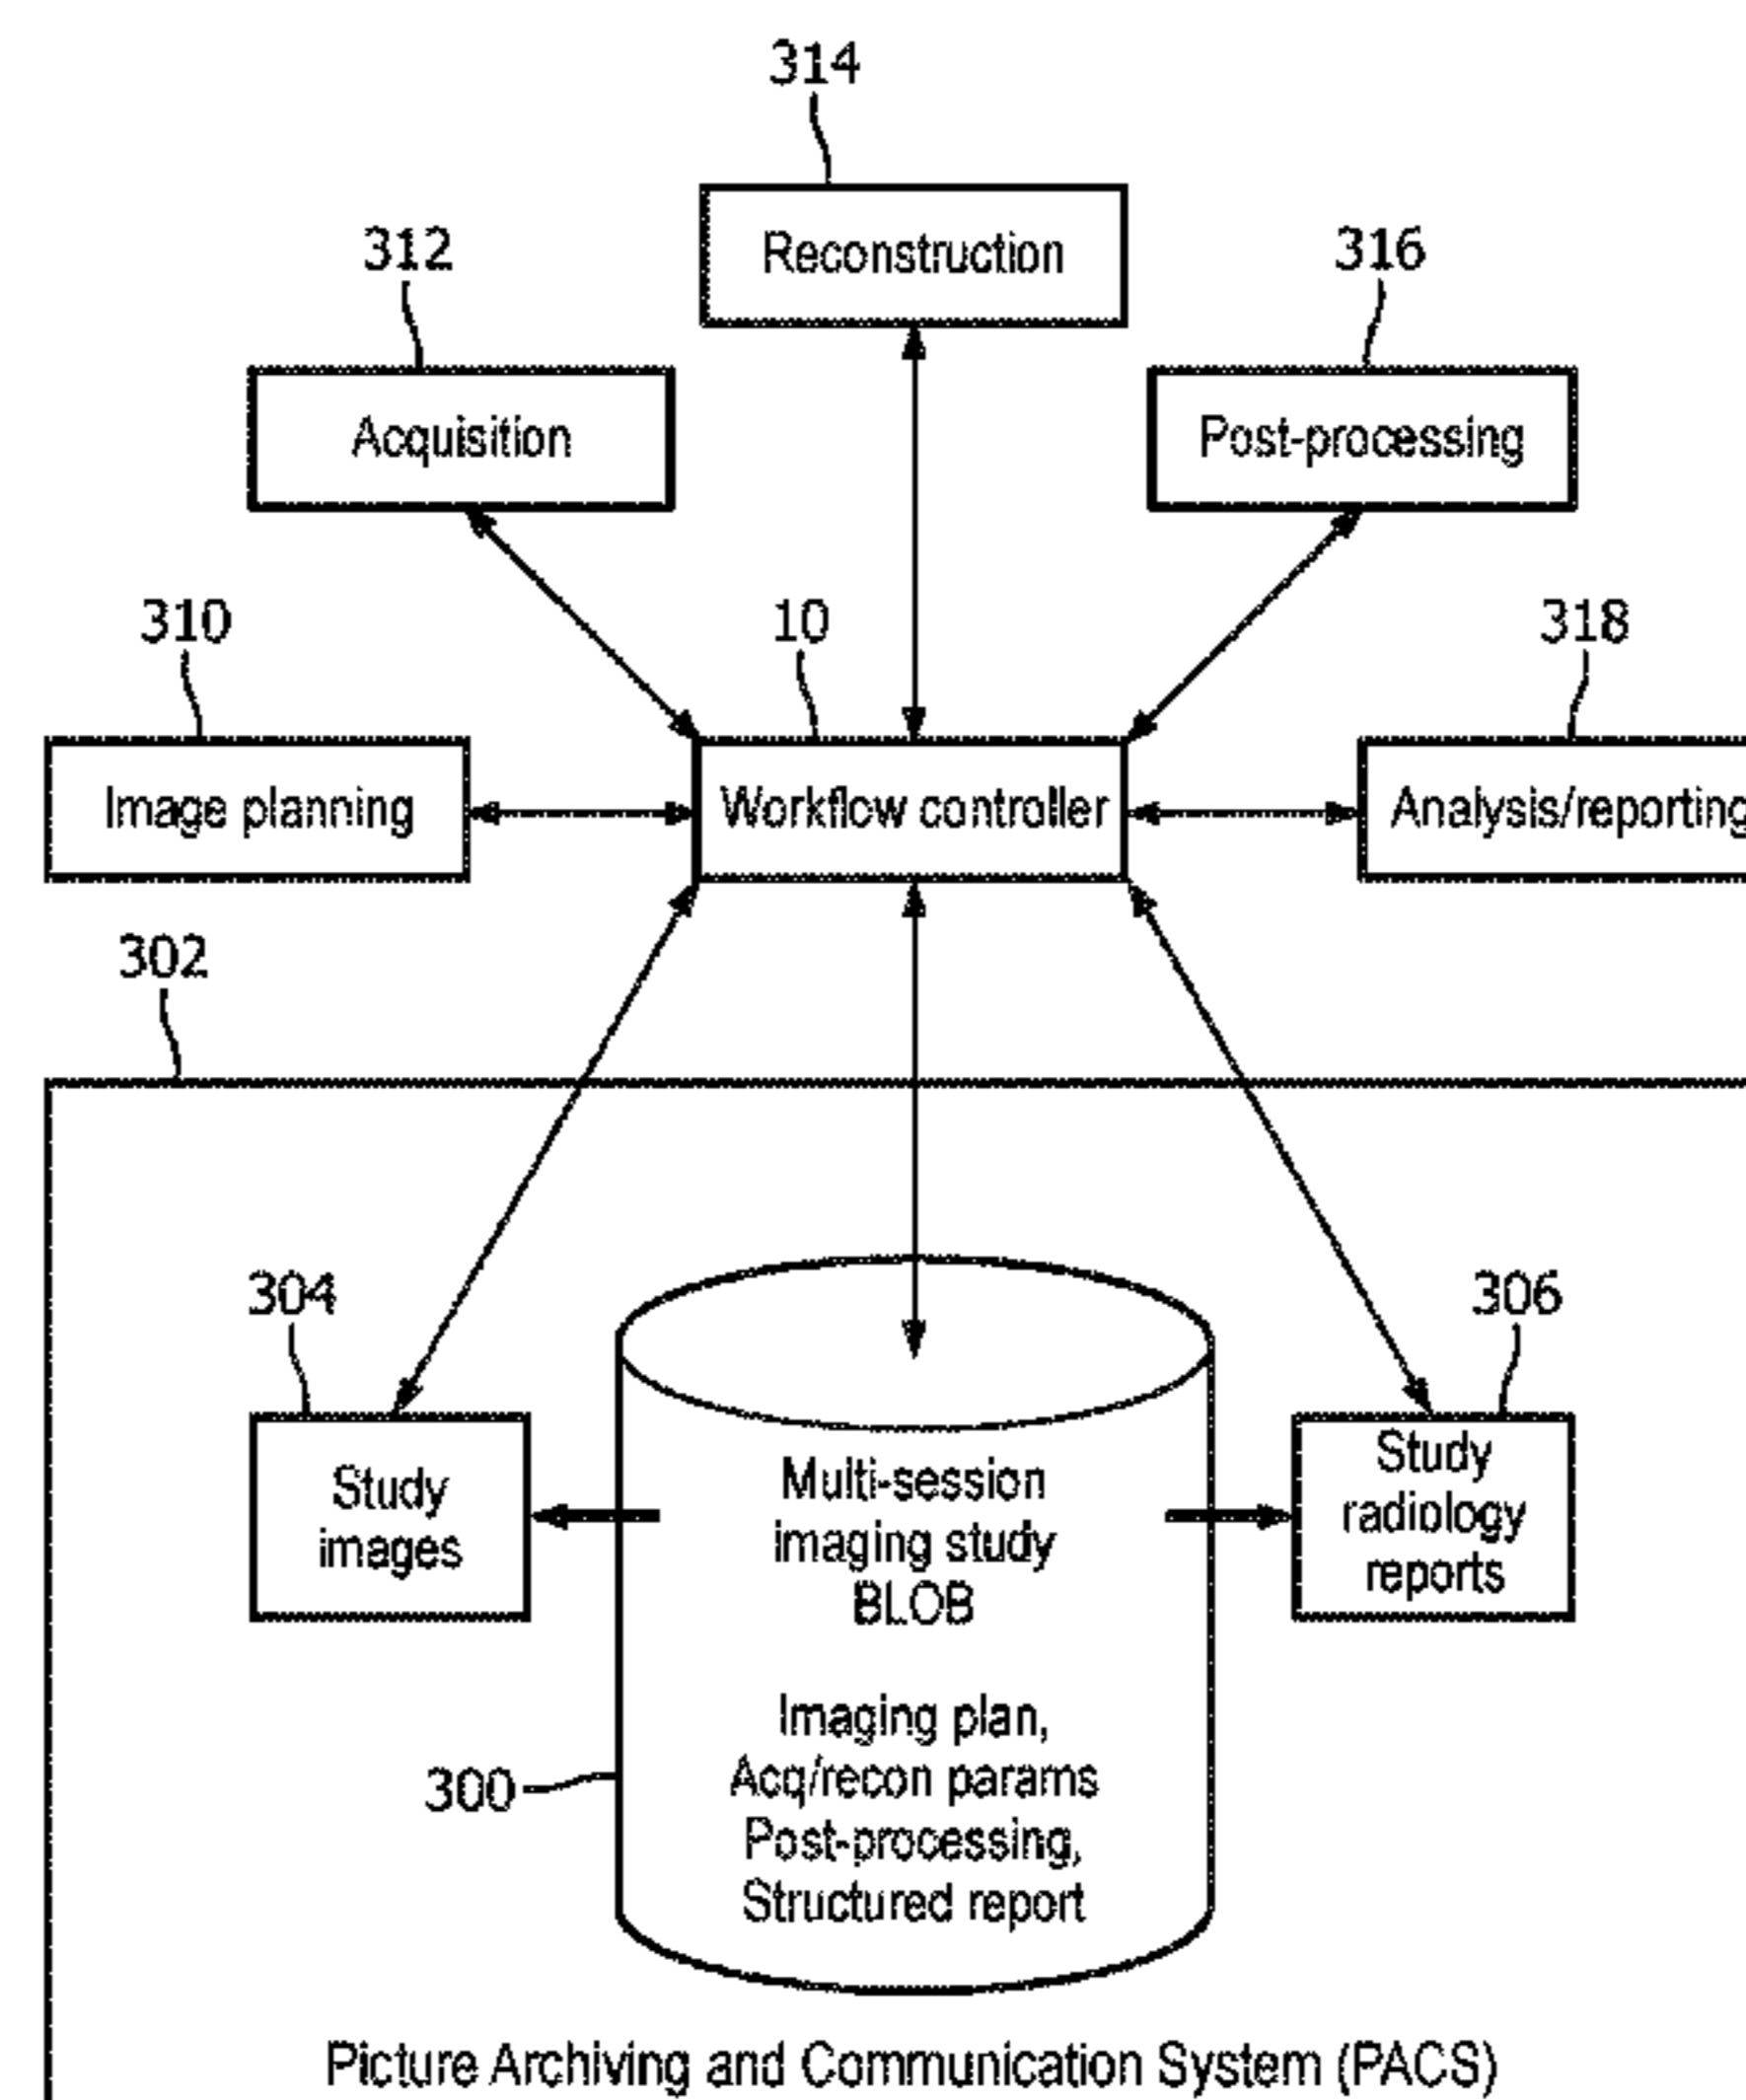 314
Reconstruction
312
316
Acquisition
Post-processing
310
10
318
Image planning
Workflow controller
Analysis/reporting
302
304
306
Study
images
Multi-session
imaging study
BLOB
Study
radiology
reports
Imaging plan,
Acq/recon params
Post-processing,
Structured report
300
Picture Archiving and Communication System (PACS)